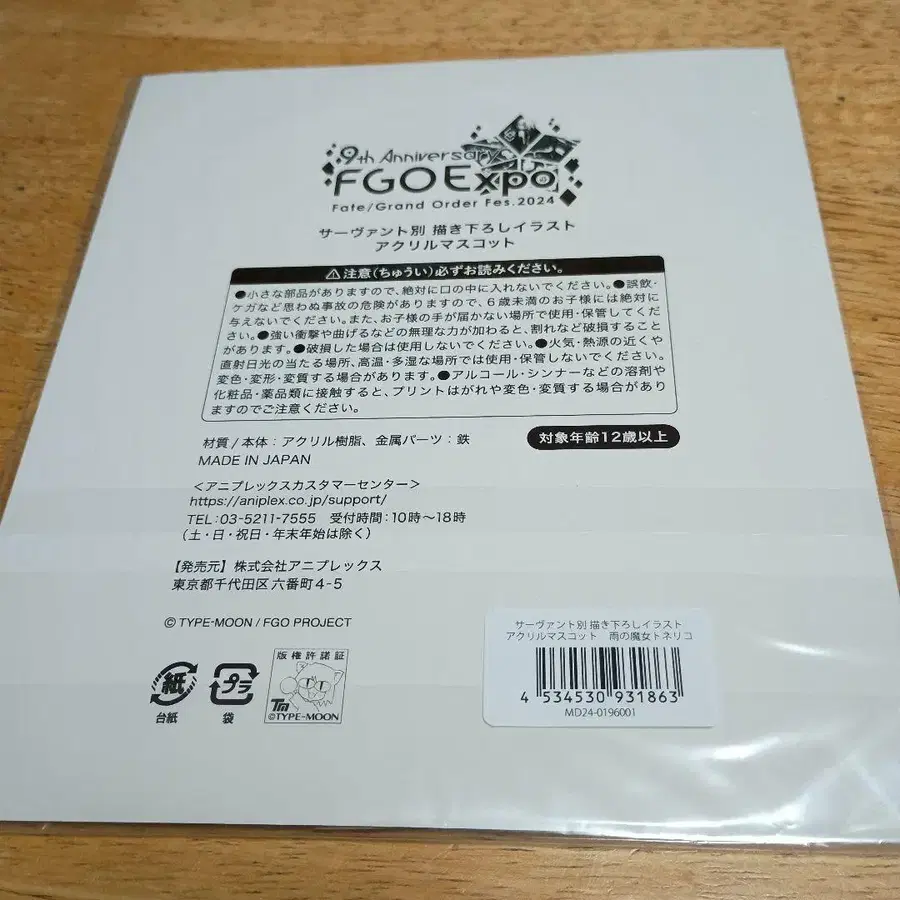 9th Anniversary
FGO Expo
Fate/Grand Order Fes.2024
サーヴァント別 描き下ろしイラスト
アクリルマスコット
⚠注意(ちゅうい)必ずお読みください。
●小さな部品がありますので、絶対に口の中に入れないでください。●誤飲・
ケガなど思わぬ事故の危険がありますので、6歳未満のお子様には絶対に
与えないでください。また、お子様の手が届かない場所で使用・保管してくだ
さい。●強い衝撃や曲げるなどの無理な力が加わると、割れなど破損すること
があります。●破損した場合は使用しないでください。●火気・熱源の近くや
直射日光の当たる場所、高温・多湿な場所では使用・保管しないでください。
変色・変形・変質する場合があります。●アルコール・シンナーなどの溶剤や
化粧品・薬品類に接触すると、プリントはがれや変色・変質する場合があり
ますのでご注意ください。
材質/本体:アクリル樹脂、金属パーツ:鉄
対象年齢12歳以上
MADE IN JAPAN
<アニプレックスカスタマーセンター>
https://aniplex.co.jp/support/
TEL:03-5211-7555 受付時間:10時~18時
(土・日・祝日・年末年始は除く)
【発売元】株式会社アニプレックス
東京都千代田区六番町4-5
© TYPE-MOON / FGO PROJECT
紙
台紙
プラ
袋
版権許諾証
TM
©TYPE-MOON
サーヴァント別 描き下ろしイラスト
アクリルマスコット 雨の魔女トネリコ
4 534530 931863
MD24-0196001